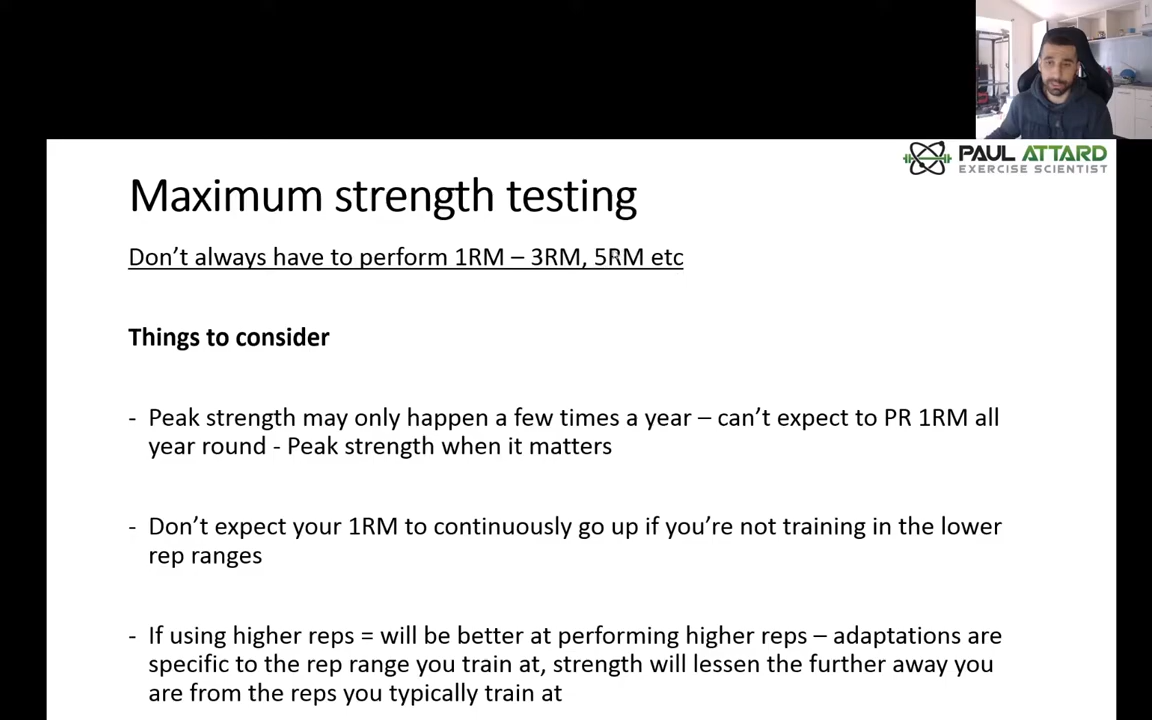 PAUL ATTARD
EXERCISE SCIENTIST
Maximum strength testing
Don't always have to perform 1RM – 3RM, 5RM etc
Things to consider
- Peak strength may only happen a few times a year – can't expect to PR 1RM all
year round - Peak strength when it matters
- Don't expect your 1RM to continuously go up if you're not training in the lower
rep ranges
- If using higher reps = will be better at performing higher reps – adaptations are
specific to the rep range you train at, strength will lessen the further away you
are from the reps you typically train at